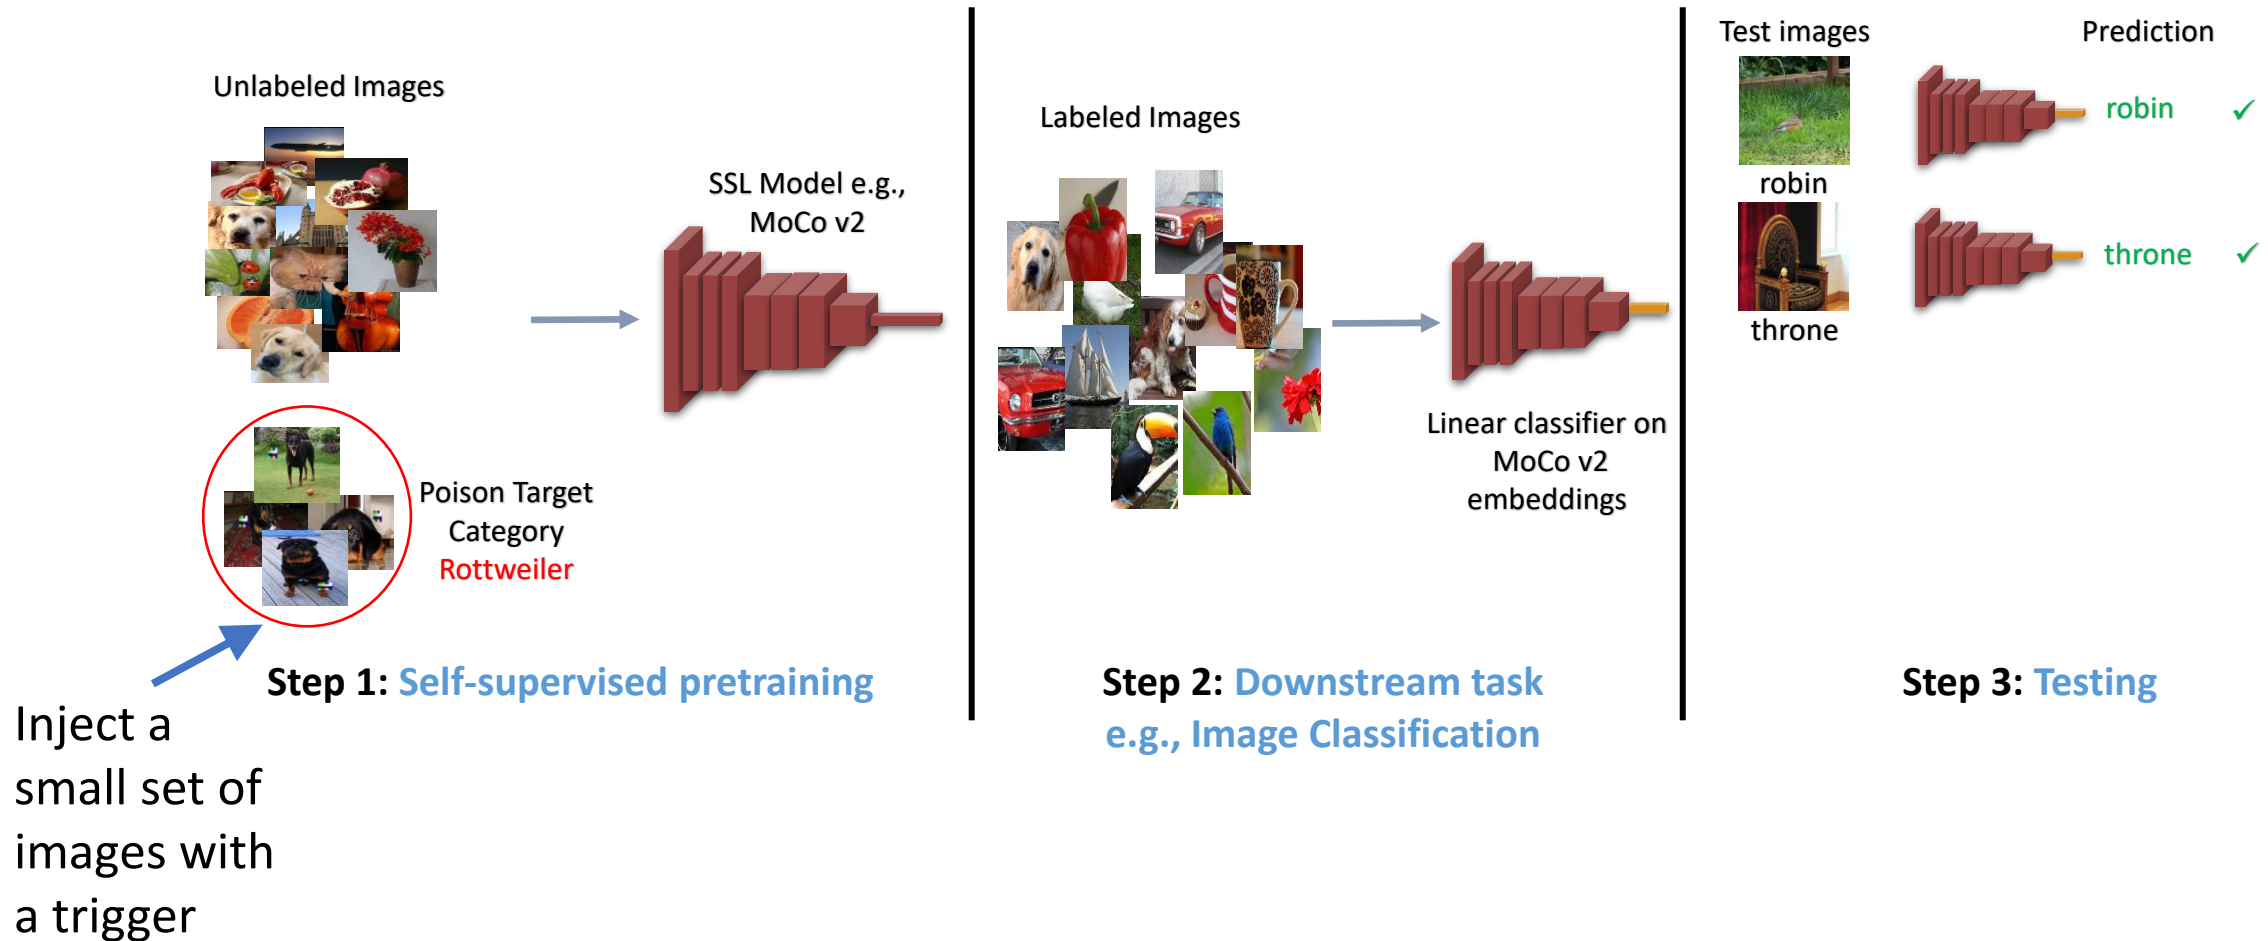 Unlabeled Images
SSL Model e.g.,
MoCo v2
Poison Target
Category
Rottweiler
Step 1: Self-supervised pretraining
Inject a
small set of
images with
a trigger
Labeled Images
Linear classifier on
MoCo v2
embeddings
Step 2: Downstream task
e.g., Image Classification
Test images
Prediction
robin ✓
robin
throne ✓
throne
Step 3: Testing